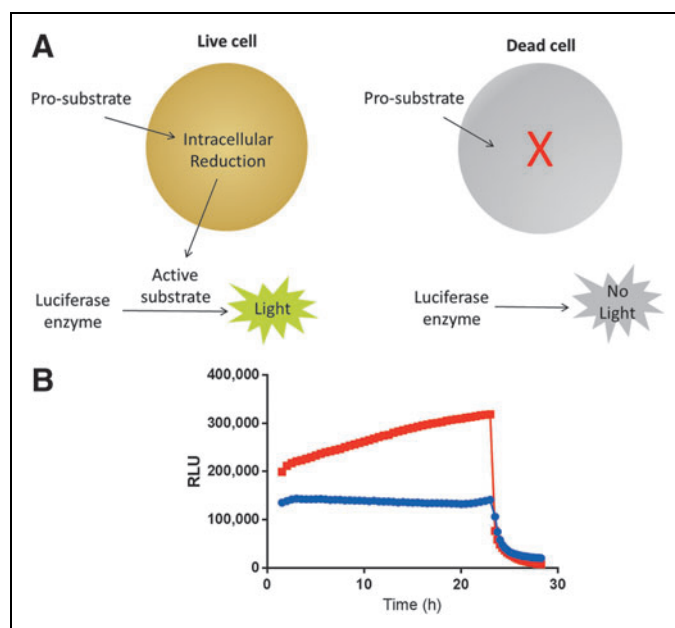 A
Live cell
Dead cell
Pro-substrate
Pro-substrate
Intracellular
Reduction
X
Active
substrate
Luciferase
enzyme
Light
Luciferase
enzyme
No
Light
B
400,000
300,000
200,000
100,000
0
RLU
0
10
20
30
Time (h)